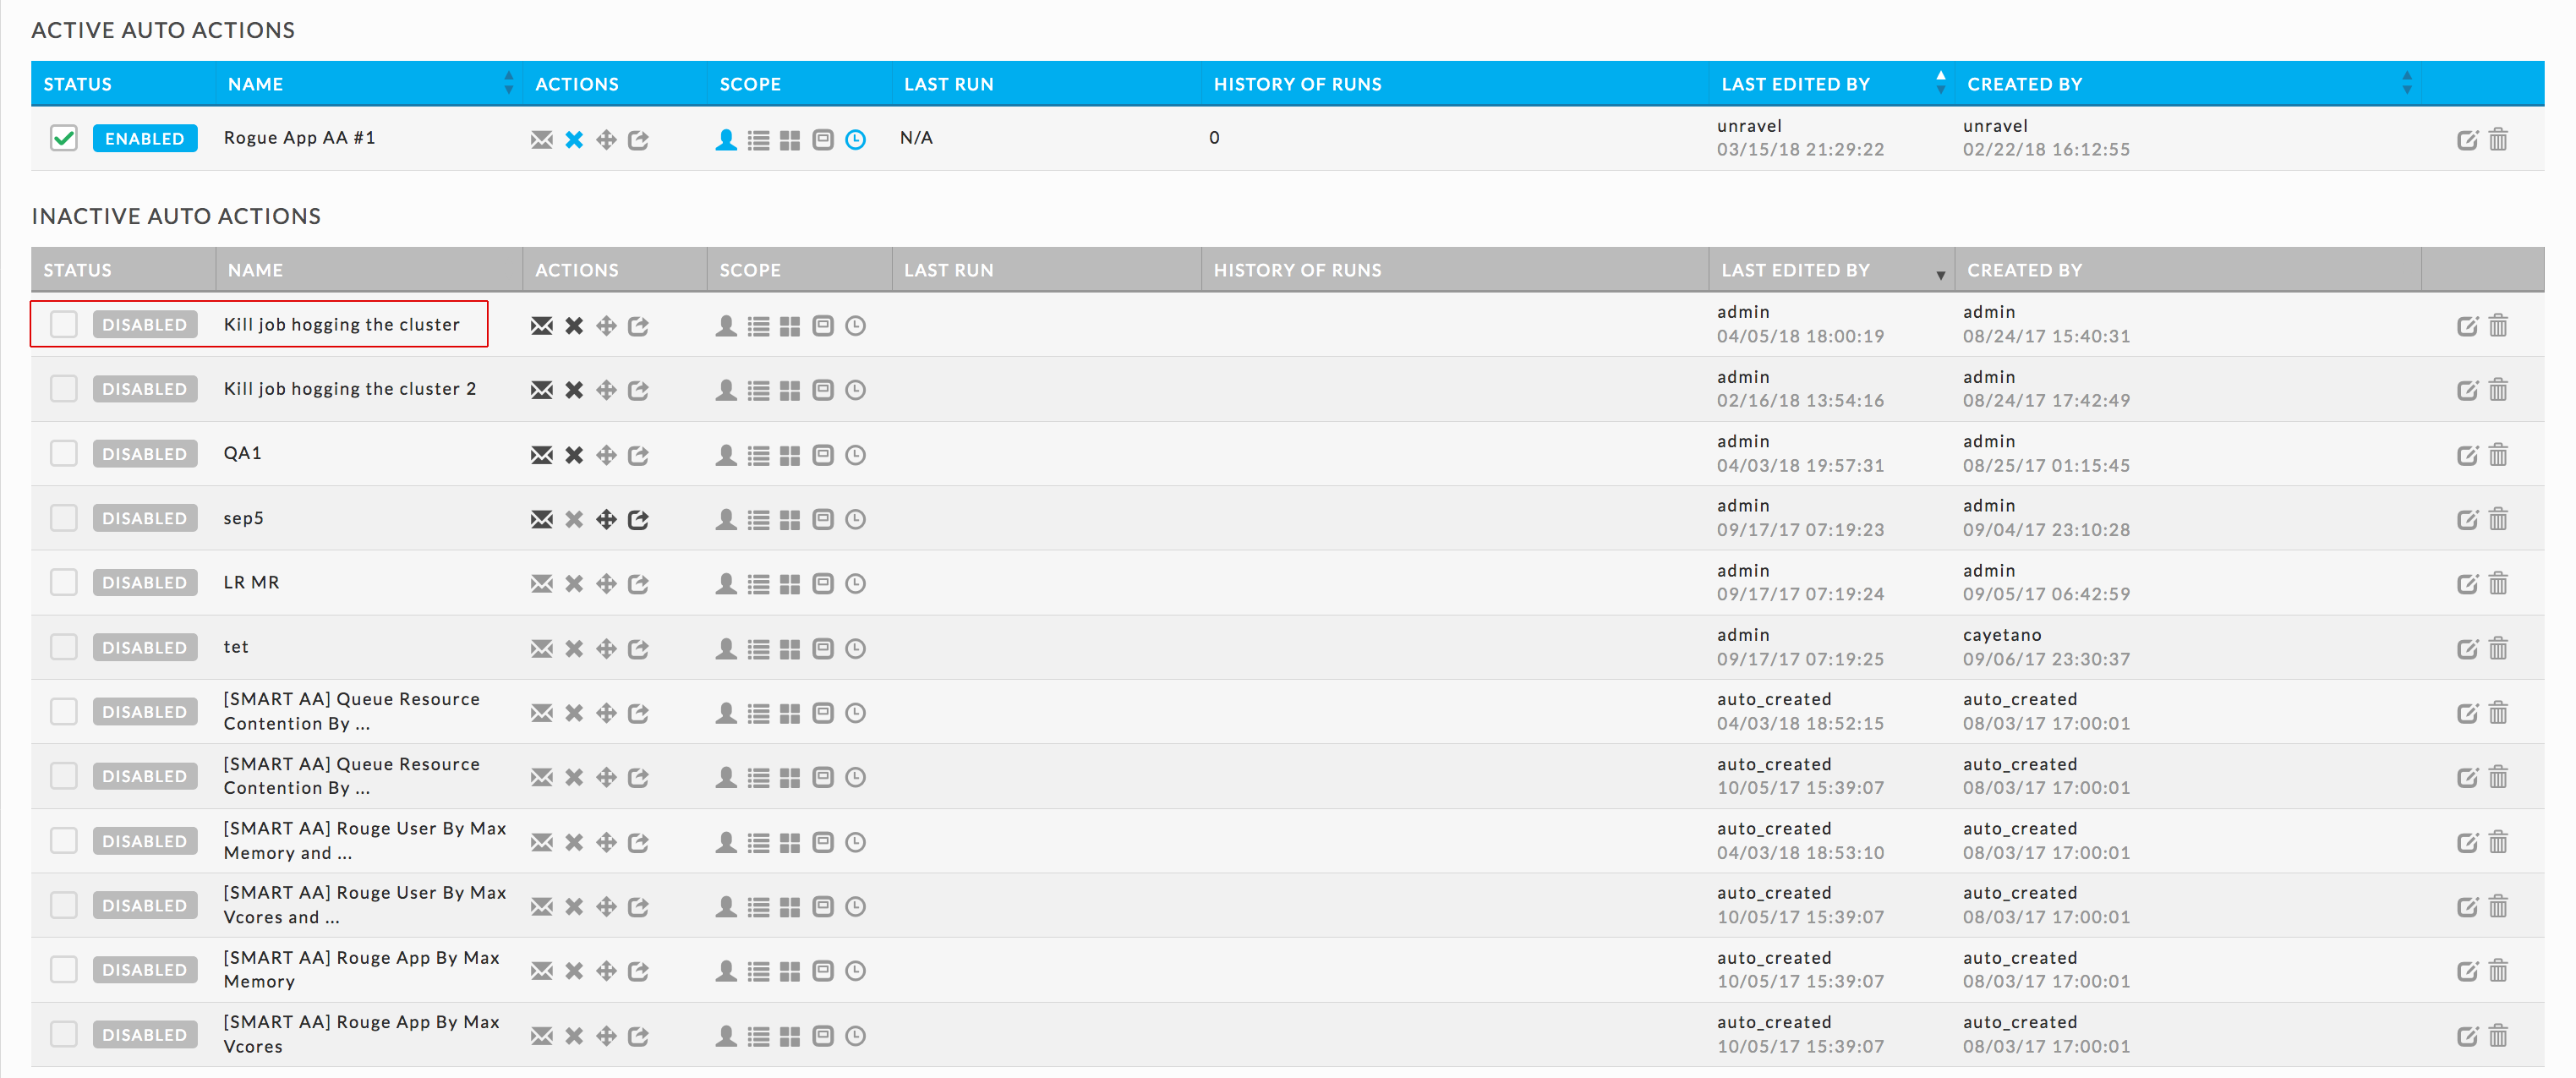 ACTIVE AUTO ACTIONS
STATUS NAME ACTIONS SCOPE LAST RUN HISTORY OF RUNS LAST EDITED BY CREATED BY
ENABLED Rogue App AA #1 N/A 0 unravel unravel
03/15/18 21:29:22 02/22/18 16:12:55
INACTIVE AUTO ACTIONS
STATUS NAME ACTIONS SCOPE LAST RUN HISTORY OF RUNS LAST EDITED BY CREATED BY
DISABLED Kill job hogging the cluster admin admin
04/05/18 18:00:19 08/24/17 15:40:31
DISABLED Kill job hogging the cluster 2 admin admin
02/16/18 13:54:16 08/24/17 17:42:49
DISABLED QA1 admin admin
04/03/18 19:57:31 08/25/17 01:15:45
DISABLED sep5 admin admin
09/17/17 07:19:23 09/04/17 23:10:28
DISABLED LR MR admin admin
09/17/17 07:19:24 09/05/17 06:42:59
DISABLED tet admin cayetano
09/17/17 07:19:25 09/06/17 23:30:37
DISABLED [SMART AA] Queue Resource auto_created auto_created
Contention By ... 04/03/18 18:52:15 08/03/17 17:00:01
DISABLED [SMART AA] Queue Resource auto_created auto_created
Contention By ... 10/05/17 15:39:07 08/03/17 17:00:01
DISABLED [SMART AA] Rouge User By Max auto_created auto_created
Memory and ... 04/03/18 18:53:10 08/03/17 17:00:01
DISABLED [SMART AA] Rouge User By Max auto_created auto_created
Vcores and ... 10/05/17 15:39:07 08/03/17 17:00:01
DISABLED [SMART AA] Rouge App By Max auto_created auto_created
Memory 10/05/17 15:39:07 08/03/17 17:00:01
DISABLED [SMART AA] Rouge App By Max auto_created auto_created
Vcores 10/05/17 15:39:07 08/03/17 17:00:01